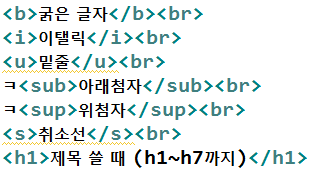 <b>굵은 글자</b><br>
<i>이탤릭</i><br>
<u>밑줄</u><br>
ㅋ<sub>아래첨자</sub><br>
ㅋ<sup>위첨자</sup><br>
<s>취소선</s><br>
<h1>제목 쓸 때 (h1~h7까지)</h1>